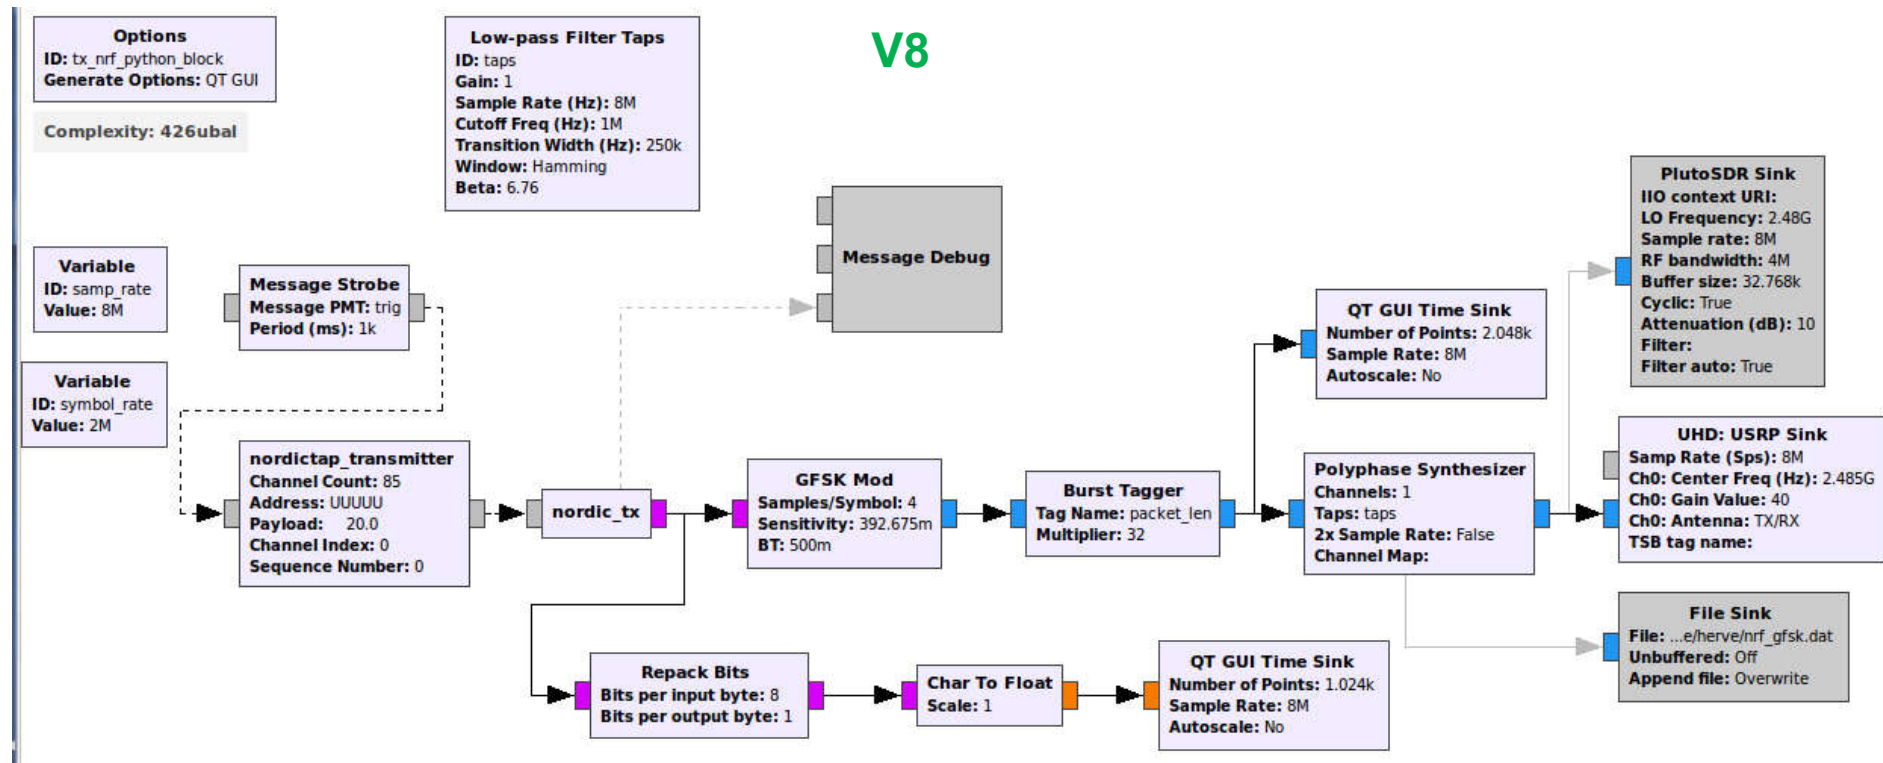 Options
ID: tx_nrf_python_block
Generate Options: QT GUI
Complexity: 426ubal
Low-pass Filter Taps
ID: taps
Gain: 1
Sample Rate (Hz): 8M
Cutoff Freq (Hz): 1M
Transition Width (Hz): 250k
Window: Hamming
Beta: 6.76
V8
Variable
ID: samp_rate
Value: 8M
Message Strobe
Message PMT: trig
Period (ms): 1k
Message Debug
Variable
ID: symbol_rate
Value: 2M
nordictap_transmitter
Channel Count: 85
Address: UUUUU
Payload: 20.0
Channel Index: 0
Sequence Number: 0
nordic_tx
GFSK Mod
Samples/Symbol: 4
Sensitivity: 392.675m
BT: 500m
Burst Tagger
Tag Name: packet_len
Multiplier: 32
QT GUI Time Sink
Number of Points: 2.048k
Sample Rate: 8M
Autoscale: No
Polyphase Synthesizer
Channels: 1
Taps: taps
2x Sample Rate: False
Channel Map:
PlutoSDR Sink
IIO context URI:
LO Frequency: 2.48G
Sample rate: 8M
RF bandwidth: 4M
Buffer size: 32.768k
Cyclic: True
Attenuation (dB): 10
Filter:
Filter auto: True
UHD: USRP Sink
Samp Rate (Sps): 8M
Ch0: Center Freq (Hz): 2.485G
Ch0: Gain Value: 40
Ch0: Antenna: TX/RX
TSB tag name:
File Sink
File: ...e/herve/nrf_gfsk.dat
Unbuffered: Off
Append file: Overwrite
Repack Bits
Bits per input byte: 8
Bits per output byte: 1
Char To Float
Scale: 1
QT GUI Time Sink
Number of Points: 1.024k
Sample Rate: 8M
Autoscale: No